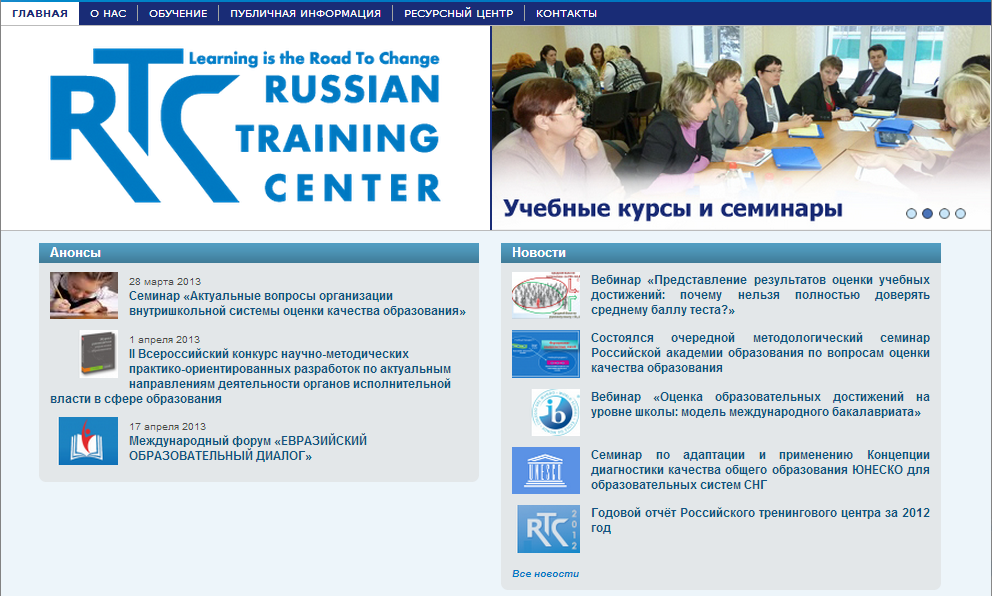 ГЛАВНАЯ
О НАС
ОБУЧЕНИЕ
ПУБЛИЧНАЯ ИНФОРМАЦИЯ
РЕСУРСНЫЙ ЦЕНТР
КОНТАКТЫ
Learning is the Road To Change
RTC
RUSSIAN
TRAINING
CENTER
Учебные курсы и семинары
Анонсы
28 марта 2013
Семинар «Актуальные вопросы организации
внутришкольной системы оценки качества образования»
1 апреля 2013
II Всероссийский конкурс научно-методических
практико-ориентированных разработок по актуальным
направлениям деятельности органов исполнительной
власти в сфере образования
17 апреля 2013
Международный форум «ЕВРАЗИЙСКИЙ
ОБРАЗОВАТЕЛЬНЫЙ ДИАЛОГ»
Новости
Вебинар «Представление результатов оценки учебных
достижений: почему нельзя полностью доверять
среднему баллу теста?»
Состоялся очередной методологический семинар
Российской академии образования по вопросам оценки
качества образования
ib
Вебинар «Оценка образовательных достижений на
уровне школы: модель международного бакалавриата»
UNESCO
Семинар по адаптации и применению Концепции
диагностики качества общего образования ЮНЕСКО для
образовательных систем СНГ
RTC
2012
Годовой отчёт Российского тренингового центра за 2012
год
Все новости